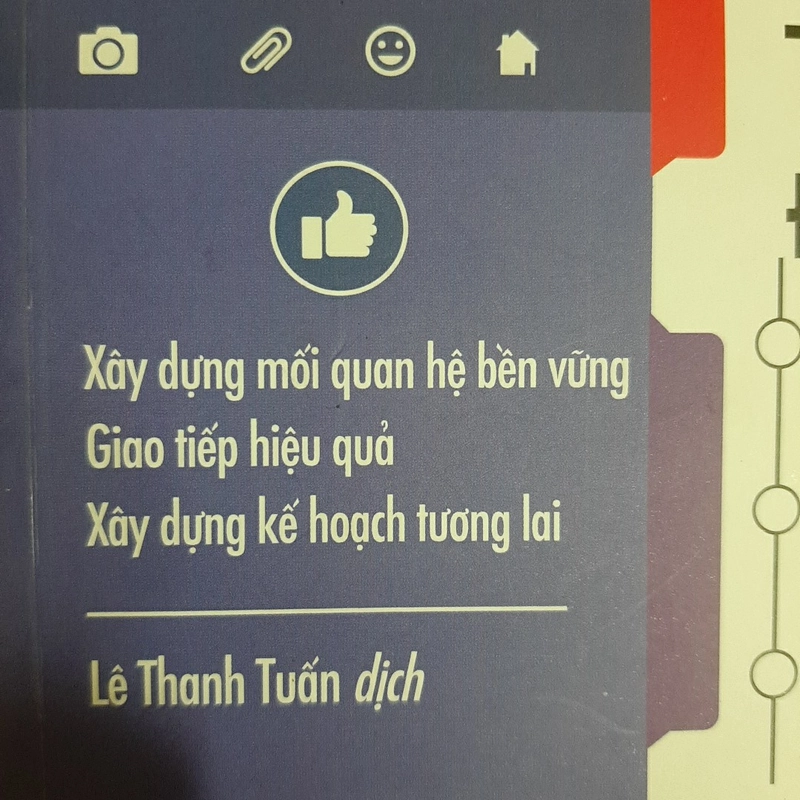 Xây dựng mối quan hệ bền vững
Giao tiếp hiệu quả
Xây dựng kế hoạch tương lai
Lê Thanh Tuấn dịch